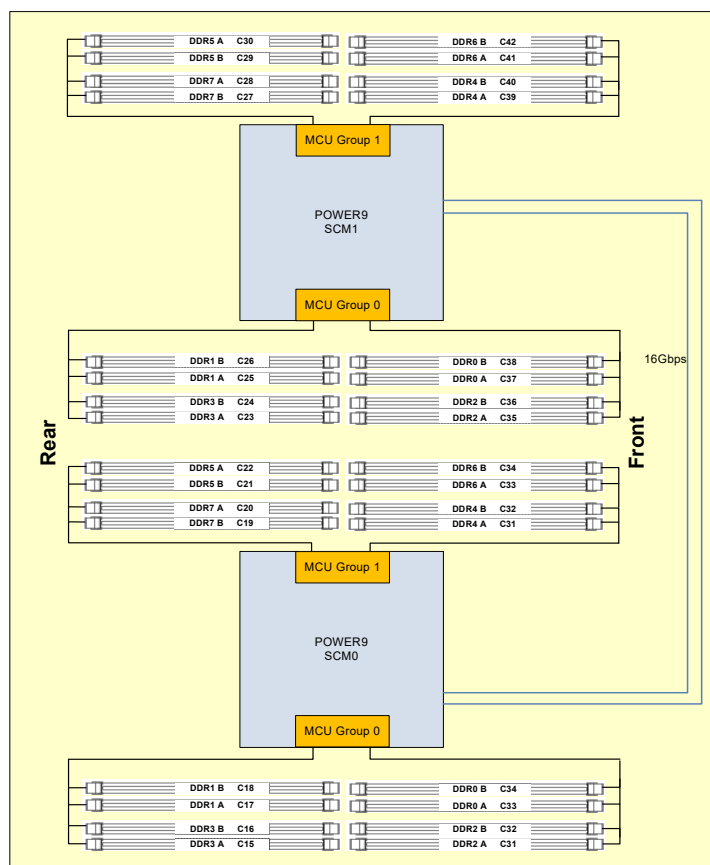 DDR5 A C30
DDR6 B C42
DDR5 B C29
DDR6 A C41
DDR7 A C28
DDR4 B C40
DDR7 B C27
DDR4 A C39
MCU Group 1
POWER9
SCM1
MCU Group 0
16Gbps
DDR1 B C26
DDR0 B C38
DDR1 A C25
DDR0 A C37
DDR3 B C24
DDR2 B C36
DDR3 A C23
DDR2 A C35
Rear
Front
DDR5 A C22
DDR6 B C34
DDR5 B C21
DDR6 A C33
DDR7 A C20
DDR4 B C32
DDR7 B C19
DDR4 A C31
MCU Group 1
POWER9
SCM0
MCU Group 0
DDR1 B C18
DDR0 B C34
DDR1 A C17
DDR0 A C33
DDR3 B C16
DDR2 B C32
DDR3 A C15
DDR2 A C31